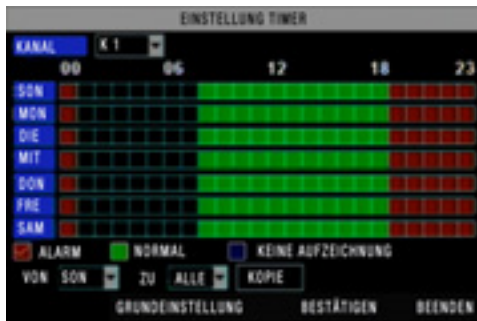 EINSTELLUNG TIMER
KANAL K 1
00 06 12 18 23
SON
MON
DIE
MIT
DON
FRE
SAM
ALARM NORMAL KEINE AUFZEICHNUNG
VON SON ZU ALLE KOPIE
GRUNDEINSTELLUNG BESTÄTIGEN BEENDEN